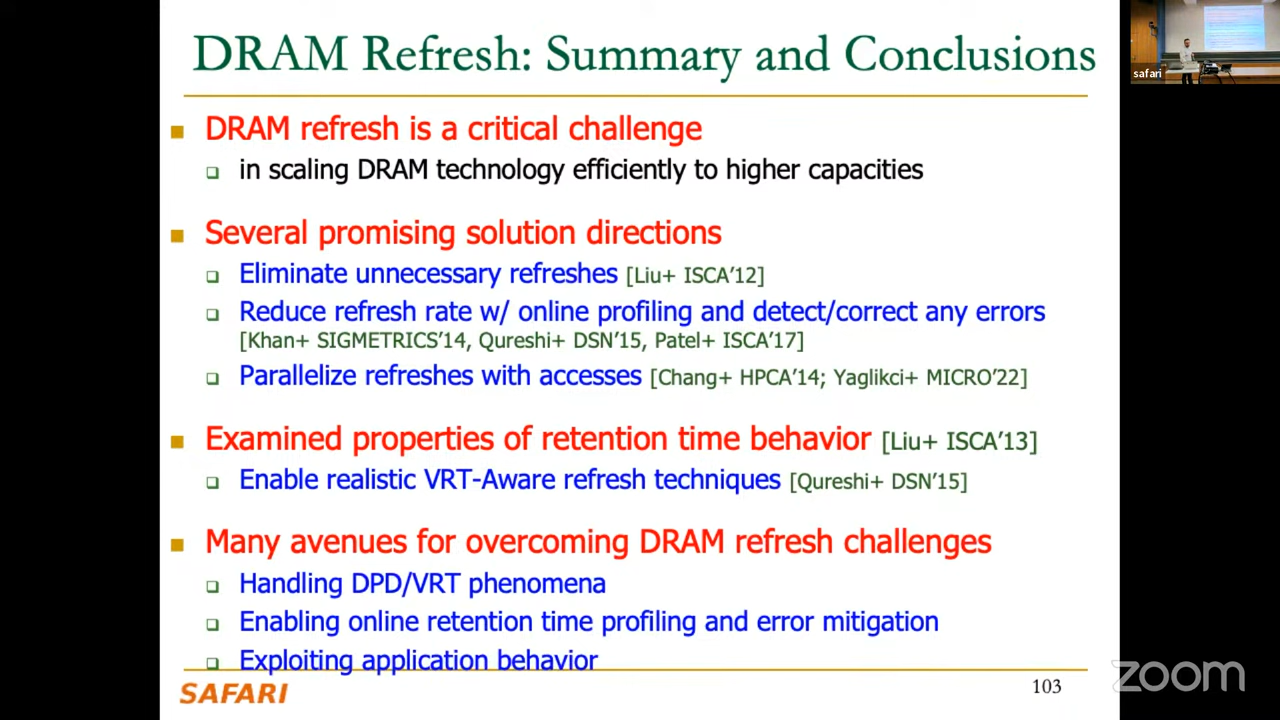 DRAM Refresh: Summary and Conclusions
safari
DRAM refresh is a critical challenge
in scaling DRAM technology efficiently to higher capacities
Several promising solution directions
Eliminate unnecessary refreshes [Liu+ ISCA’12]
Reduce refresh rate w/ online profiling and detect/correct any errors
[Khan+ SIGMETRICS’14, Qureshi+ DSN’15, Patel+ ISCA’17]
Parallelize refreshes with accesses [Chang+ HPCA’14; Yaglikci+ MICRO’22]
Examined properties of retention time behavior [Liu+ ISCA’13]
Enable realistic VRT-Aware refresh techniques [Qureshi+ DSN’15]
Many avenues for overcoming DRAM refresh challenges
Handling DPD/VRT phenomena
Enabling online retention time profiling and error mitigation
Exploiting application behavior
SAFARI
103
zoom